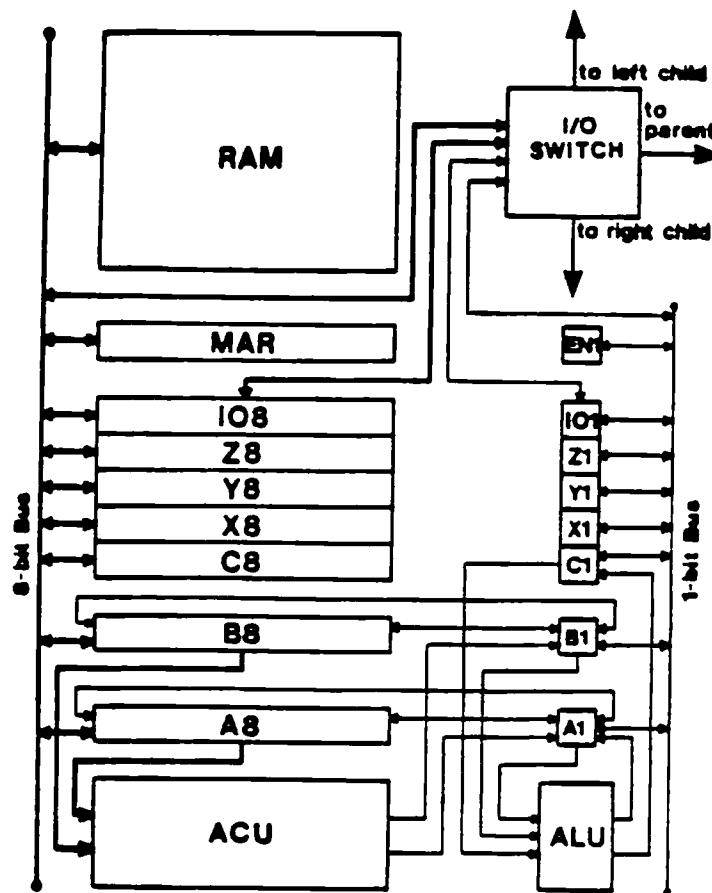 to left child
I/O
SWITCH
to
parent
RAM
to right child
MAR
EN1
IO8
IO1
Z8
Z1
Y8
Y1
X8
X1
C8
C1
8-bit Bus
1-bit Bus
B8
B1
A8
A1
ACU
ALU